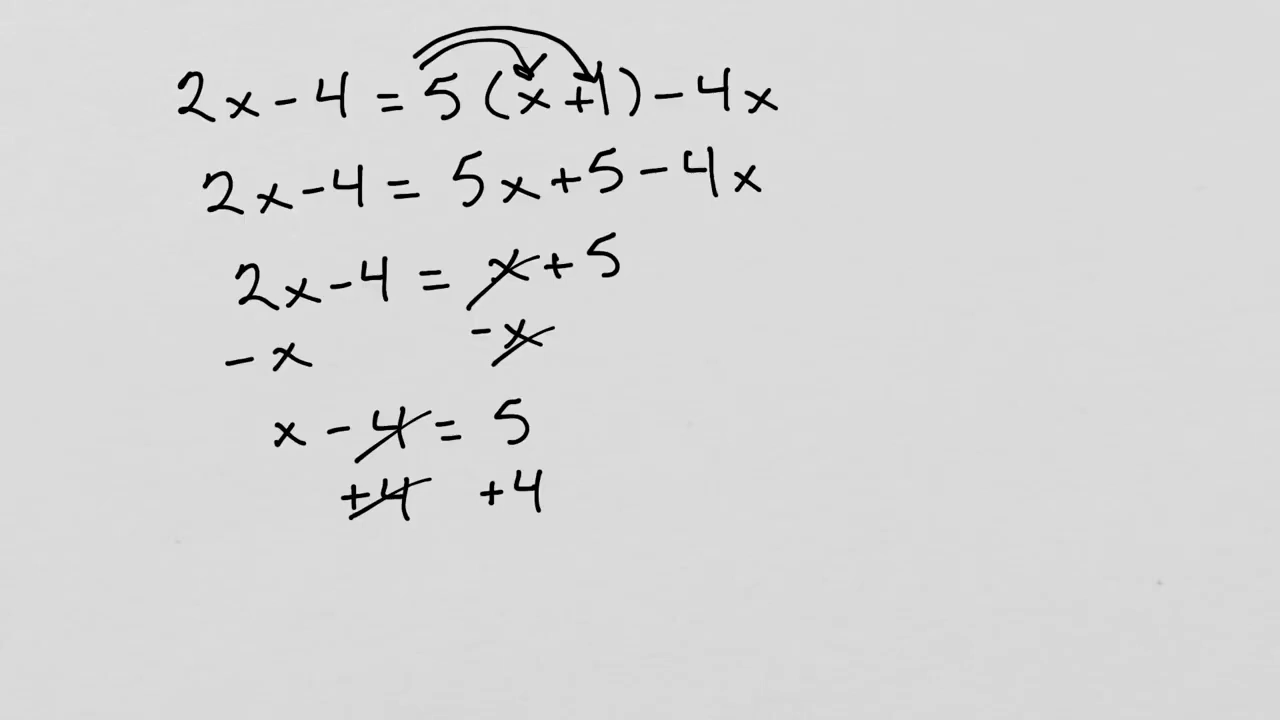 2x - 4 = 5(x + 1) - 4x
2x - 4 = 5x + 5 - 4x
2x - 4 = x + 5
- x - x
x - 4 = 5
+4 +4